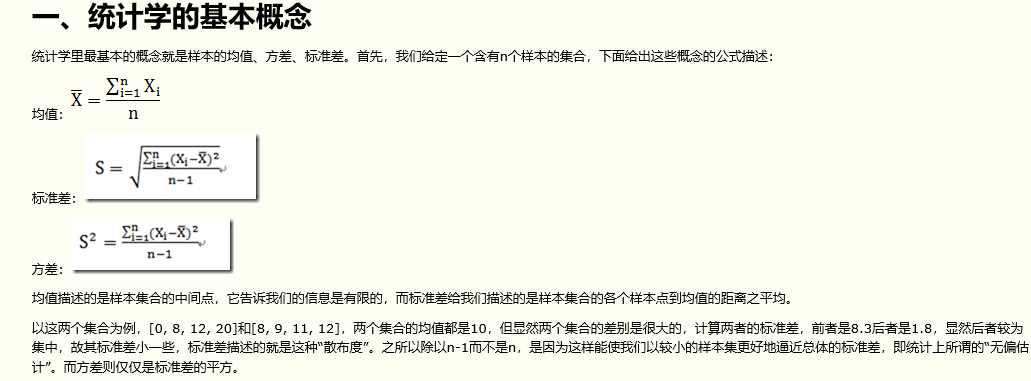 一、统计学的基本概念
统计学里最基本的概念就是样本的均值、方差、标准差。首先，我们给定一个含有n个样本的集合，下面给出这些概念的公式描述：
均值： X̄ = ∑ⁿᵢ₌₁ Xᵢ / n
标准差： S = √(∑ⁿᵢ₌₁(Xᵢ−X̄)² / n−1)↵
方差： S² = ∑ⁿᵢ₌₁(Xᵢ−X̄)² / n−1 ↵
均值描述的是样本集合的中间点，它告诉我们的信息是有限的，而标准差给我们描述的是样本集合的各个样本点到均值的距离之平均。
以这两个集合为例，[0, 8, 12, 20]和[8, 9, 11, 12]，两个集合的均值都是10，但显然两个集合的差别是很大的，计算两者的标准差，前者是8.3后者是1.8，显然后者较为
集中，故其标准差小一些，标准差描述的就是这种“散布度”。之所以除以n-1而不是n，是因为这样能使我们以较小的样本集更好地逼近总体的标准差，即统计上所谓的“无偏估
计”。而方差则仅仅是标准差的平方。